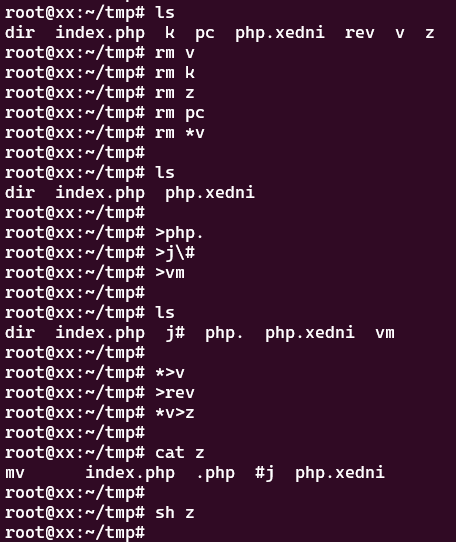 root@xx:~/tmp# ls
dir  index.php  k  pc  php.xedni  rev  v  z
root@xx:~/tmp# rm v
root@xx:~/tmp# rm k
root@xx:~/tmp# rm z
root@xx:~/tmp# rm pc
root@xx:~/tmp# rm *v
root@xx:~/tmp#
root@xx:~/tmp# ls
dir  index.php  php.xedni
root@xx:~/tmp#
root@xx:~/tmp# >php.
root@xx:~/tmp# >j\#
root@xx:~/tmp# >vm
root@xx:~/tmp#
root@xx:~/tmp# ls
dir  index.php  j#  php.  php.xedni  vm
root@xx:~/tmp#
root@xx:~/tmp# *>v
root@xx:~/tmp# >rev
root@xx:~/tmp# *v>z
root@xx:~/tmp#
root@xx:~/tmp# cat z
mv      index.php  .php  #j  php.xedni
root@xx:~/tmp#
root@xx:~/tmp# sh z
root@xx:~/tmp#